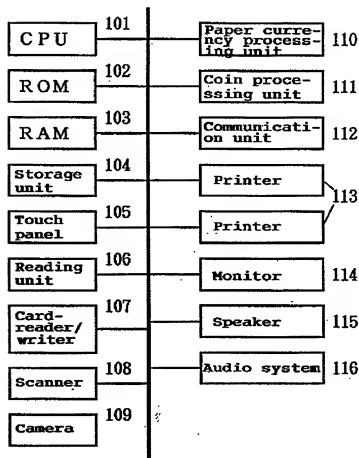 101
CPU
102
ROM
103
RAM
104
Storage
unit
105
Touch
panel
106
Reading
unit
107
Card-
reader/
writer
108
Scanner
109
Camera
Paper curre-
ncy process-
ing unit
110
Coin proce-
ssing unit
111
Communicati-
on unit
112
Printer
113
Printer
Monitor
114
Speaker
115
Audio system
116